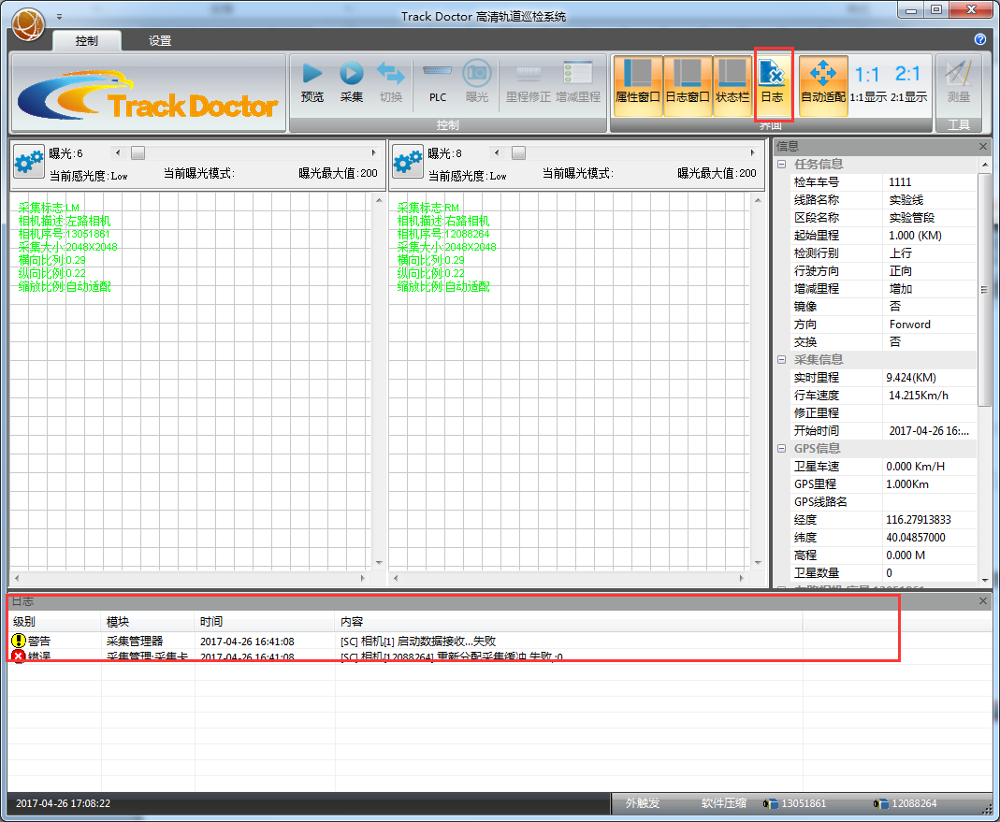 Track Doctor 高清轨道巡检系统
控制 设置
Track Doctor
预览 采集 切换 PLC 曝光 里程修正 增减里程
控制
属性窗口 日志窗口 状态栏 日志 自动适配 1:1 1:1显示 2:1 2:1显示
界面
测量
工具
曝光:6
当前感光度:Low 当前曝光模式: 曝光最大值:200
曝光:8
当前感光度:Low 当前曝光模式: 曝光最大值:200
采集标志:LM
相机描述:左路相机
相机序号:13051861
采集大小:2048X2048
横向比列:0.29
纵向比例:0.22
缩放比例:自动适配
采集标志:RM
相机描述:右路相机
相机序号:12088264
采集大小:2048X2048
横向比列:0.29
纵向比例:0.22
缩放比例:自动适配
信息
任务信息
检车车号 1111
线路名称 实验线
区段名称 实验管段
起始里程 1.000 (KM)
检测行别 上行
行驶方向 正向
增减里程 增加
镜像 否
方向 Forword
交换 否
采集信息
实时里程 9.424(KM)
行车速度 14.215Km/h
修正里程
开始时间 2017-04-26 16:...
GPS信息
卫星车速 0.000 Km/H
GPS里程 1.000Km
GPS线路名
经度 116.27913833
纬度 40.04857000
高程 0.000 M
卫星数量 0
日志
级别 模块 时间 内容
警告 采集管理器 2017-04-26 16:41:08 [SC] 相机[1] 启动数据接收...失败
错误 采集管理:采集卡 2017-04-26 16:41:08 [SC] 相机[12088264] 重新分配采集缓冲 失败 :0
2017-04-26 17:08:22 外触发 软件压缩 13051861 12088264